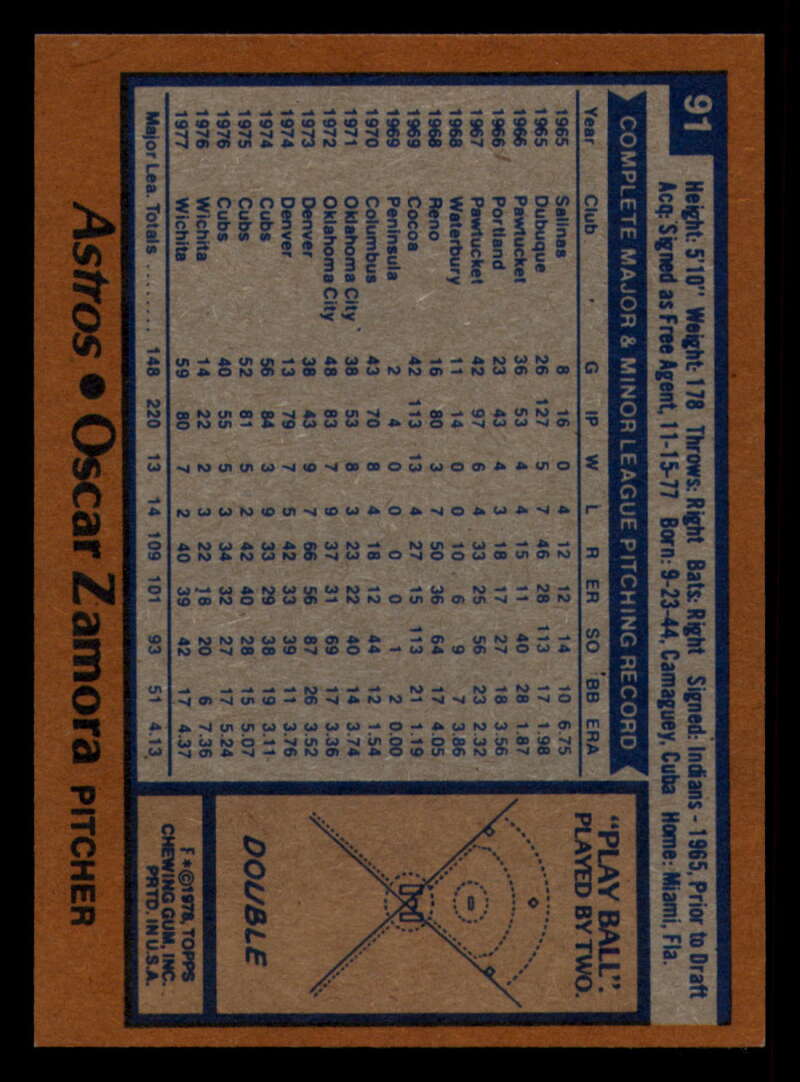 91
Height: 5'10" Weight: 178 Throws: Right Bats: Right Signed: Indians - 1965, Prior to Draft
Acq: Signed as Free Agent, 11-15-77 Born: 9-23-44, Camaguey, Cuba Home: Miami, Fla.
COMPLETE MAJOR & MINOR LEAGUE PITCHING RECORD
Year Club G IP W L R ER SO BB ERA
1965 Salinas 8 16 0 4 12 12 14 10 6.75
1965 Dubuque 26 127 5 7 46 28 113 17 1.98
1966 Pawtucket 36 53 4 4 15 11 40 28 1.87
1966 Portland 23 43 4 3 18 17 27 18 3.56
1967 Pawtucket 42 97 6 4 33 25 56 23 2.32
1968 Waterbury 11 14 0 0 10 6 9 7 3.86
1968 Reno 16 80 3 7 50 36 64 17 4.05
1969 Cocoa 42 113 13 4 27 15 113 21 1.19
1969 Peninsula 2 4 0 0 0 0 1 2 0.00
1970 Columbus 43 70 8 4 18 12 44 12 1.54
1971 Oklahoma City 38 53 8 3 23 22 40 14 3.74
1972 Oklahoma City 48 83 7 9 37 31 69 17 3.36
1973 Denver 38 43 9 7 66 56 87 26 3.52
1974 Denver 13 79 7 5 42 33 39 11 3.76
1974 Cubs 56 84 3 9 33 29 38 19 3.11
1975 Cubs 52 81 5 2 42 40 28 15 5.07
1976 Cubs 40 55 5 3 34 32 27 17 5.24
1976 Wichita 14 22 2 3 22 18 20 6 7.36
1977 Wichita 59 80 7 2 40 39 42 17 4.37
Major Lea. Totals ........ 148 220 13 14 109 101 93 51 4.13
"PLAY BALL".
PLAYED BY TWO.
DOUBLE
F*©1978, TOPPS
CHEWING GUM, INC.
PRTD. IN U.S.A.
Astros • Oscar Zamora PITCHER